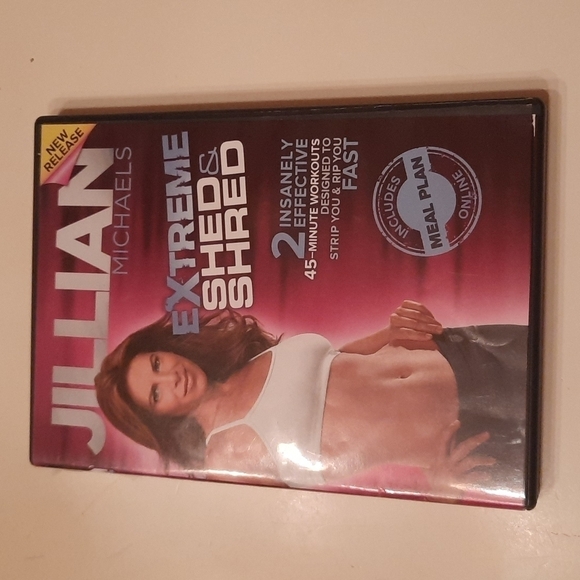 NEW
RELEASE
JILLIAN
MICHAELS
EXTREME
SHED &
SHRED
2 INSANELY
EFFECTIVE
45-MINUTE WORKOUTS
DESIGNED TO
STRIP YOU & RIP YOU
FAST
INCLUDES
MEAL PLAN
ONLINE